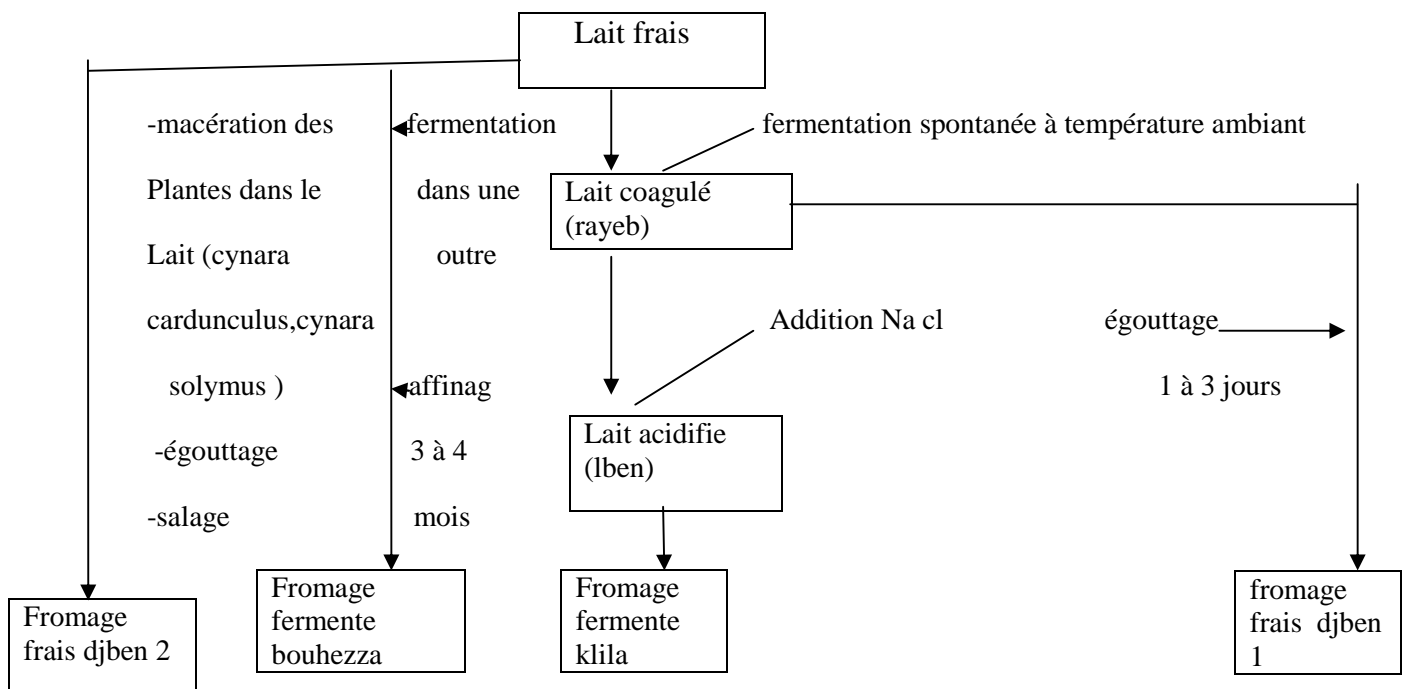 Lait frais
-macération des fermentation fermentation spontanée à température ambiant
Plantes dans le dans une Lait coagulé
(rayeb)
Lait (cynara outre
cardunculus,cynara Addition Na cl égouttage
solymus ) affinag 1 à 3 jours
-égouttage 3 à 4 Lait acidifie
(lben)
-salage mois
Fromage
frais djben 2
Fromage
fermente
bouhezza
Fromage
fermente
klila
fromage
frais djben
1